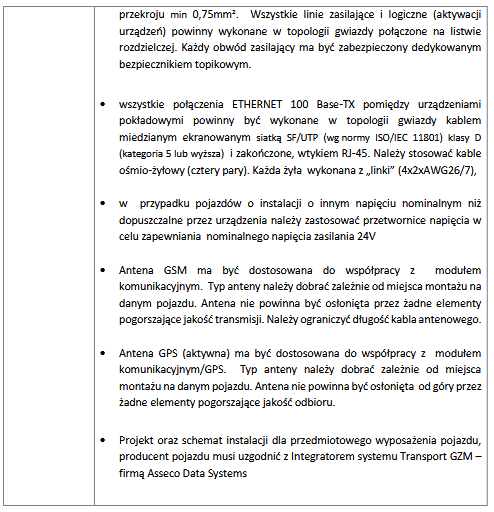 przekroju min 0,75mm². Wszystkie linie zasilające i logiczne (aktywacji
urządzeń) powinny wykonane w topologii gwiazdy połączone na listwie
rozdzielczej. Każdy obwód zasilający ma być zabezpieczony dedykowanym
bezpiecznikiem topikowym.
• wszystkie połączenia ETHERNET 100 Base-TX pomiędzy urządzeniami
pokładowymi powinny być wykonane w topologii gwiazdy kablem
miedzianym ekranowanym siatką SF/UTP (wg normy ISO/IEC 11801) klasy D
(kategoria 5 lub wyższa) i zakończone, wtykiem RJ-45. Należy stosować kable
ośmio-żyłowy (cztery pary). Każda żyła wykonana z „linki” (4x2xAWG26/7),
• w przypadku pojazdów o instalacji o innym napięciu nominalnym niż
dopuszczalne przez urządzenia należy zastosować przetwornice napięcia w
celu zapewniania nominalnego napięcia zasilania 24V
• Antena GSM ma być dostosowana do współpracy z modułem
komunikacyjnym. Typ anteny należy dobrać zależnie od miejsca montażu na
danym pojazdu. Antena nie powinna być osłonięta przez żadne elementy
pogorszające jakość transmisji. Należy ograniczyć długość kabla antenowego.
• Antena GPS (aktywna) ma być dostosowana do współpracy z modułem
komunikacyjnym/GPS. Typ anteny należy dobrać zależnie od miejsca
montażu na danym pojazdu. Antena nie powinna być osłonięta od góry przez
żadne elementy pogorszające jakość odbioru.
• Projekt oraz schemat instalacji dla przedmiotowego wyposażenia pojazdu,
producent pojazdu musi uzgodnić z Integratorem systemu Transport GZM –
firmą Asseco Data Systems